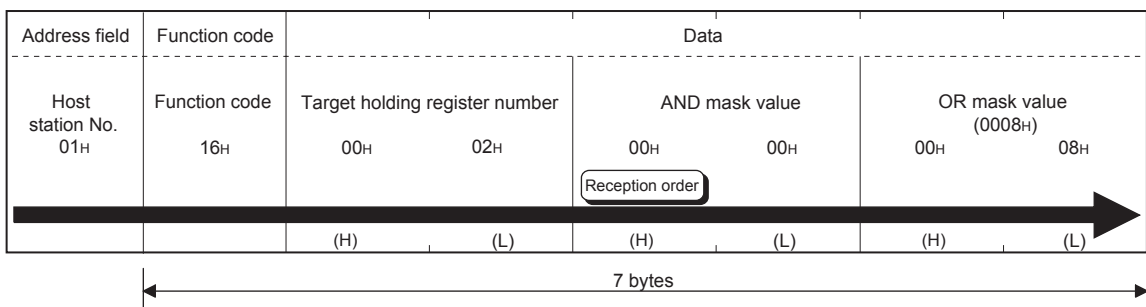 Address field Function code Data
Host station No. 01H
Function code 16H
Target holding register number 00H 02H
AND mask value 00H 00H
OR mask value (0008H) 00H 08H
Reception order
(H) (L) (H) (L) (H) (L)
7 bytes